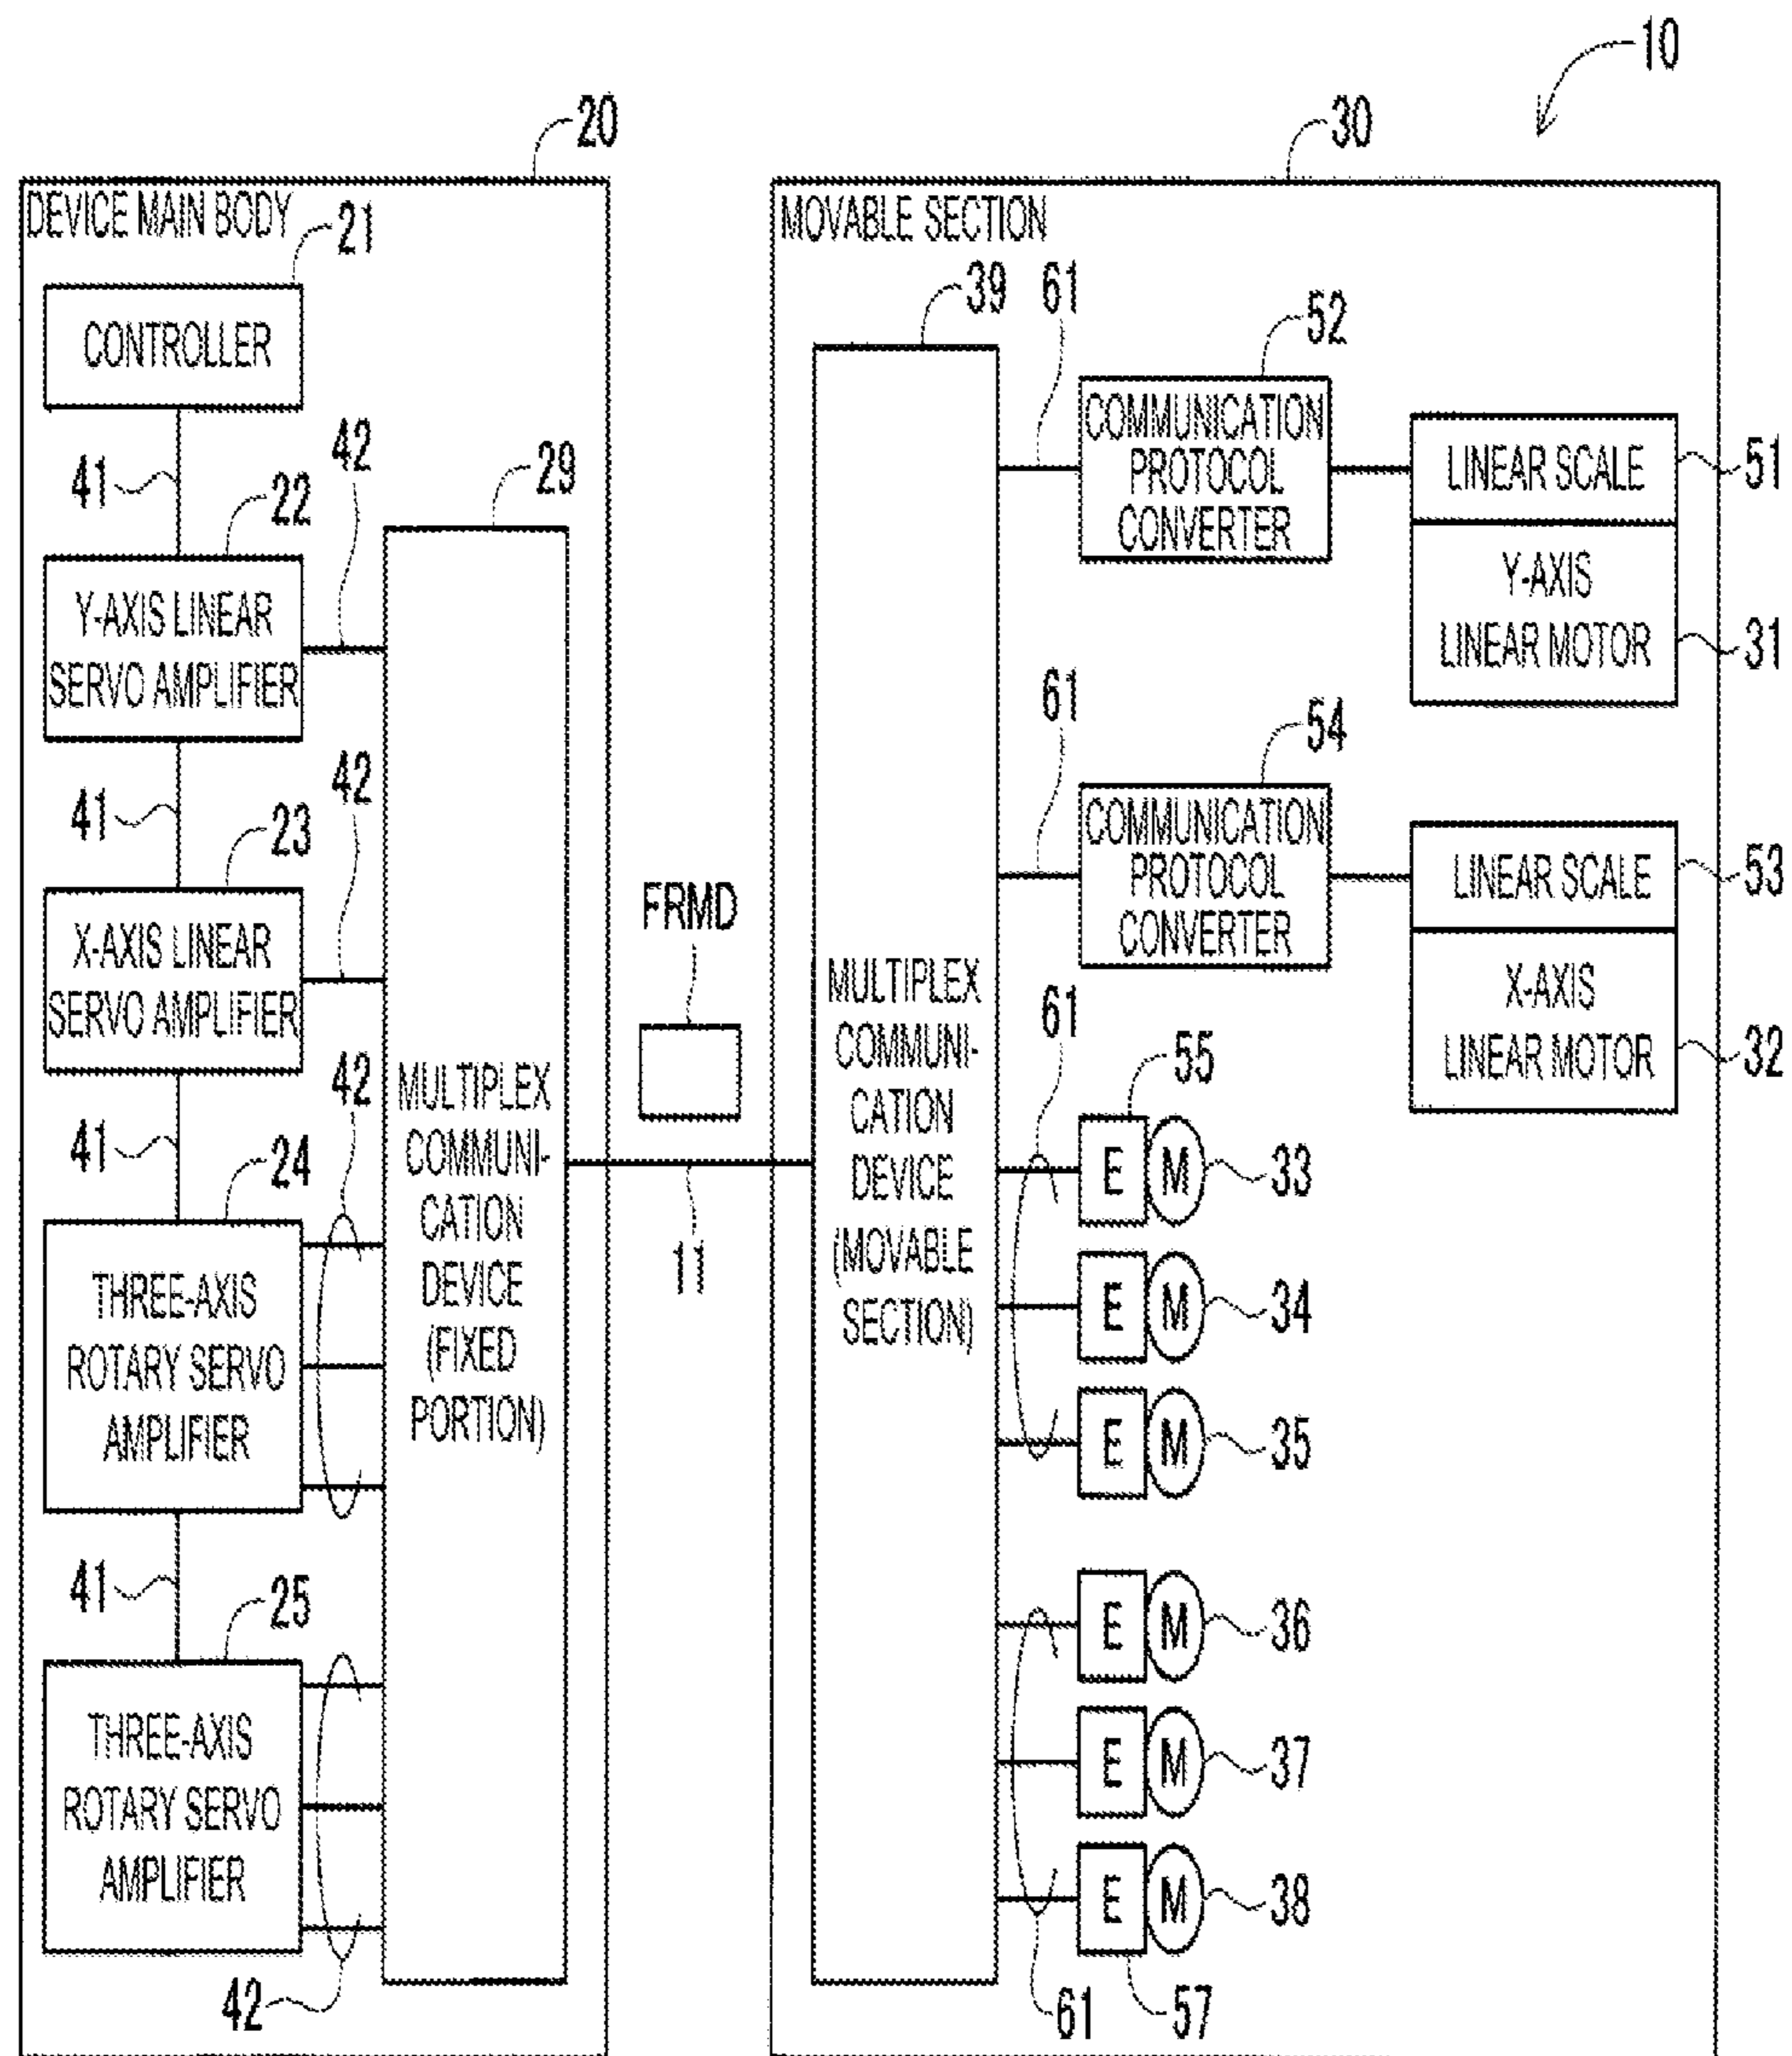 10
20
30
DEVICE MAIN BODY
21
CONTROLLER
41
22
42
29
Y-AXIS LINEAR
SERVO AMPLIFIER
41
23
42
X-AXIS LINEAR
SERVO AMPLIFIER
41
24
42
THREE-AXIS
ROTARY SERVO
AMPLIFIER
41
25
THREE-AXIS
ROTARY SERVO
AMPLIFIER
42
MULTIPLEX
COMMUNI-
CATION
DEVICE
(FIXED
PORTION)
FRMD
11
MOVABLE SECTION
39
61
52
COMMUNICATION
PROTOCOL
CONVERTER
LINEAR SCALE
51
Y-AXIS
LINEAR MOTOR
31
61
54
COMMUNICATION
PROTOCOL
CONVERTER
LINEAR SCALE
53
X-AXIS
LINEAR MOTOR
32
MULTIPLEX
COMMUNI-
CATION
DEVICE
(MOVABLE
SECTION)
61
55
E M 33
E M 34
E M 35
E M 36
E M 37
E M 38
61
57